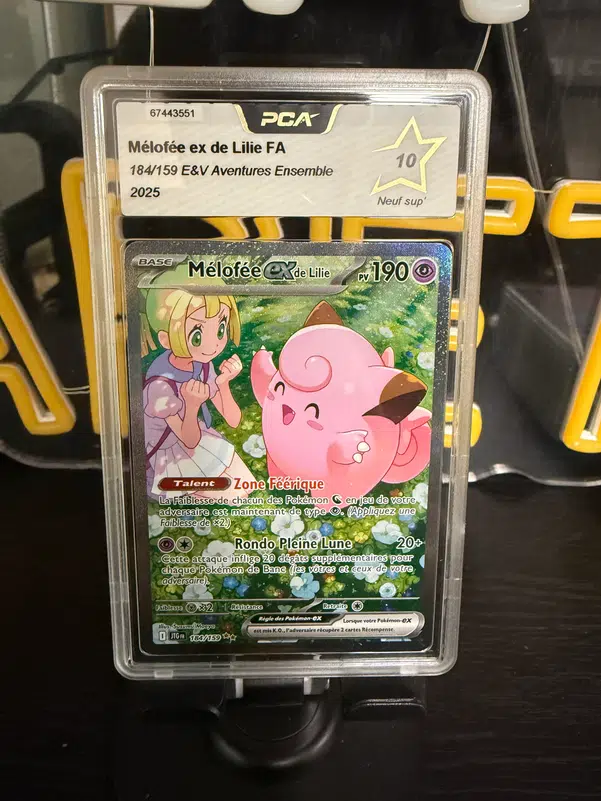 67443551
PCA
Mélofée ex de Lilie FA
184/159 E&V Aventures Ensemble
2025
10
Neuf sup'
BASE
Mélofée ex de Lilie
PV 190
Talent Zone Féérique
La Faiblesse de chacun des Pokémon en jeu de votre
adversaire est maintenant de type . (Appliquez une
Faiblesse de ×2.)
Rondo Pleine Lune 20+
Cette attaque inflige 20 dégâts supplémentaires pour
chaque Pokémon de Banc (les vôtres et ceux de votre
adversaire).
Faiblesse ×2 Résistance Retraite
Règle des Pokémon-ex Lorsque votre Pokémon-ex
est mis K.O., l'adversaire récupère 2 cartes Récompense.
I JTG FR 184/159